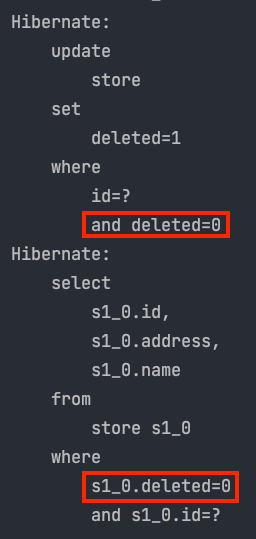 Hibernate:
update
store
set
deleted=1
where
id=?
and deleted=0
Hibernate:
select
s1_0.id,
s1_0.address,
s1_0.name
from
store s1_0
where
s1_0.deleted=0
and s1_0.id=?